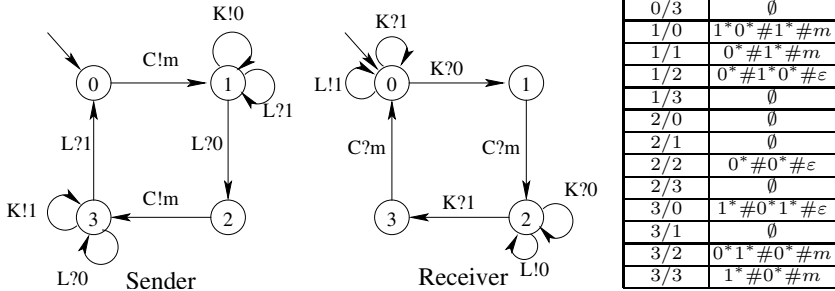 K!0
C!m
0
1
L?1
L?1
L?0
K!1
C!m
3
2
L?0
Sender
K?1
L!1
K?0
0
1
C?m
C?m
K?0
K?1
3
2
L!0
Receiver
0/3 ∅
1/0 1*0*#1*#m
1/1 0*#1*#m
1/2 0*#1*0*#ε
1/3 ∅
2/0 ∅
2/1 ∅
2/2 0*#0*#ε
2/3 ∅
3/0 1*#0*1*#ε
3/1 ∅
3/2 0*1*#0*#m
3/3 1*#0*#m